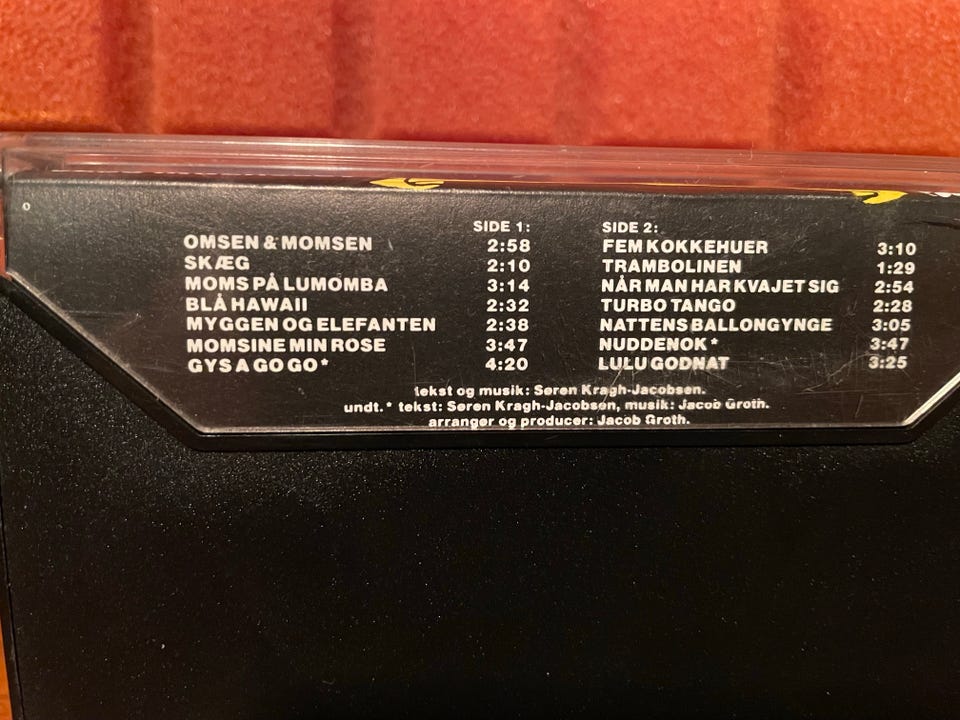 SIDE 1:
OMSEN & MOMSEN 2:58
SKÆG 2:10
MOMS PÅ LUMOMBA 3:14
BLÅ HAWAII 2:32
MYGGEN OG ELEFANTEN 2:38
MOMSINE MIN ROSE 3:47
GYS A GO GO* 4:20
SIDE 2:
FEM KOKKEHUER 3:10
TRAMBOLINEN 1:29
NÅR MAN HAR KVAJET SIG 2:54
TURBO TANGO 2:28
NATTENS BALLONGYNGE 3:05
NUDDENOK* 3:47
LULU GODNAT 3:25
tekst og musik: Søren Kragh-Jacobsen.
undt.* tekst: Søren Kragh-Jacobsen, musik: Jacob Groth.
arrangør og producer: Jacob Groth.